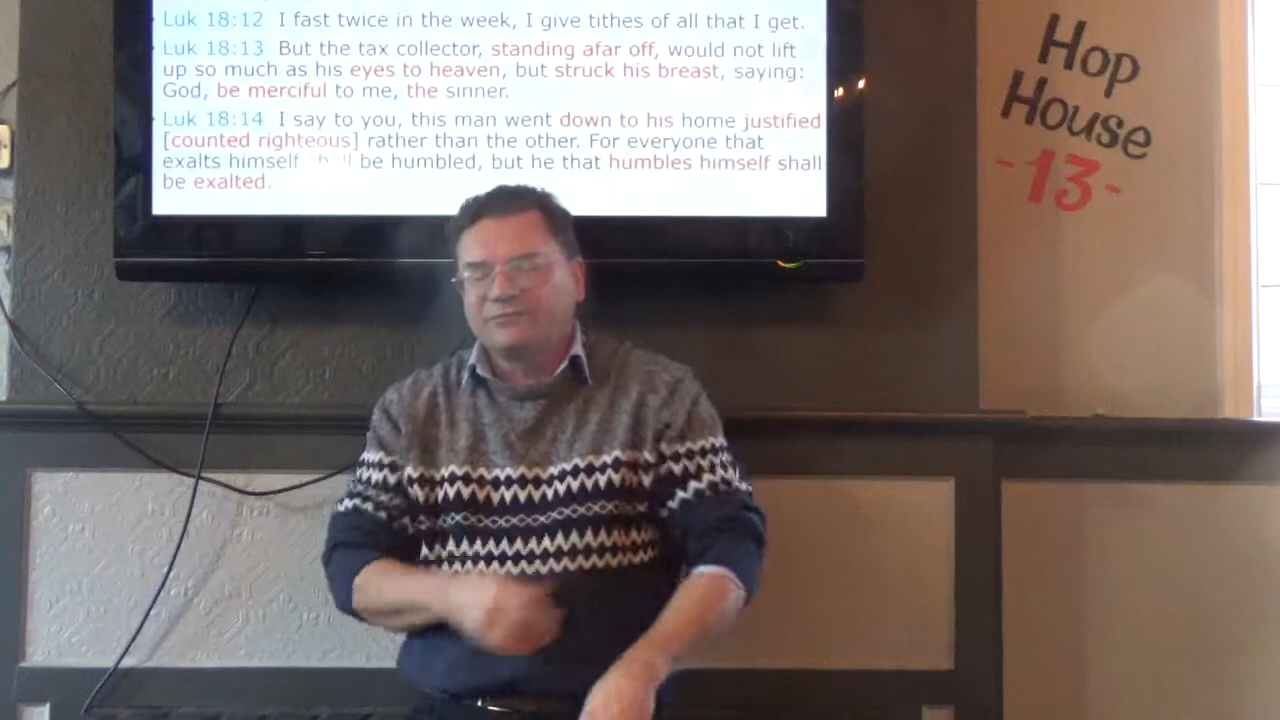 Luk 18:12 I fast twice in the week, I give tithes of all that I get.
Luk 18:13 But the tax collector, standing afar off, would not lift
up so much as his eyes to heaven, but struck his breast, saying:
God, be merciful to me, the sinner.
Luk 18:14 I say to you, this man went down to his home justified
[counted righteous] rather than the other. For everyone that
exalts himself shall be humbled, but he that humbles himself shall
be exalted.
Hop
House
-13-